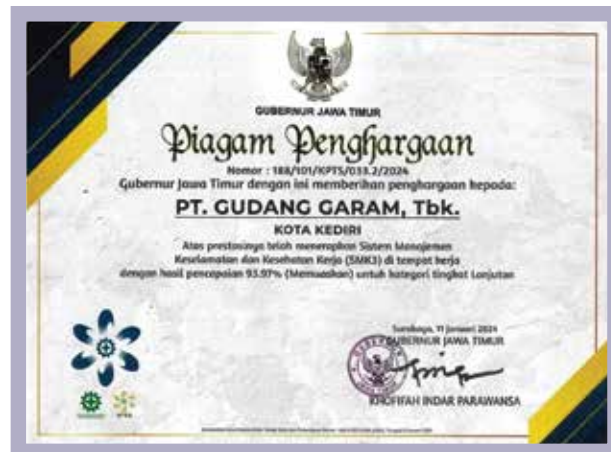 GUBERNUR JAWA TIMUR
Piagam Penghargaan
Nomor : 188/101/KPTS/033.2/2024
Gubernur Jawa Timur dengan ini memberikan penghargaan kepada:
PT. GUDANG GARAM, Tbk.
KOTA KEDIRI
Atas prestasinya telah menerapkan Sistem Manajemen
Keselamatan dan Kesehatan Kerja (SMK3) di tempat kerja
dengan hasil pencapaian 93.97% (Memuaskan) untuk kategori tingkat Lanjutan
Surabaya, 11 Januari 2024
GUBERNUR JAWA TIMUR
KHOFIFAH INDAR PARAWANSA